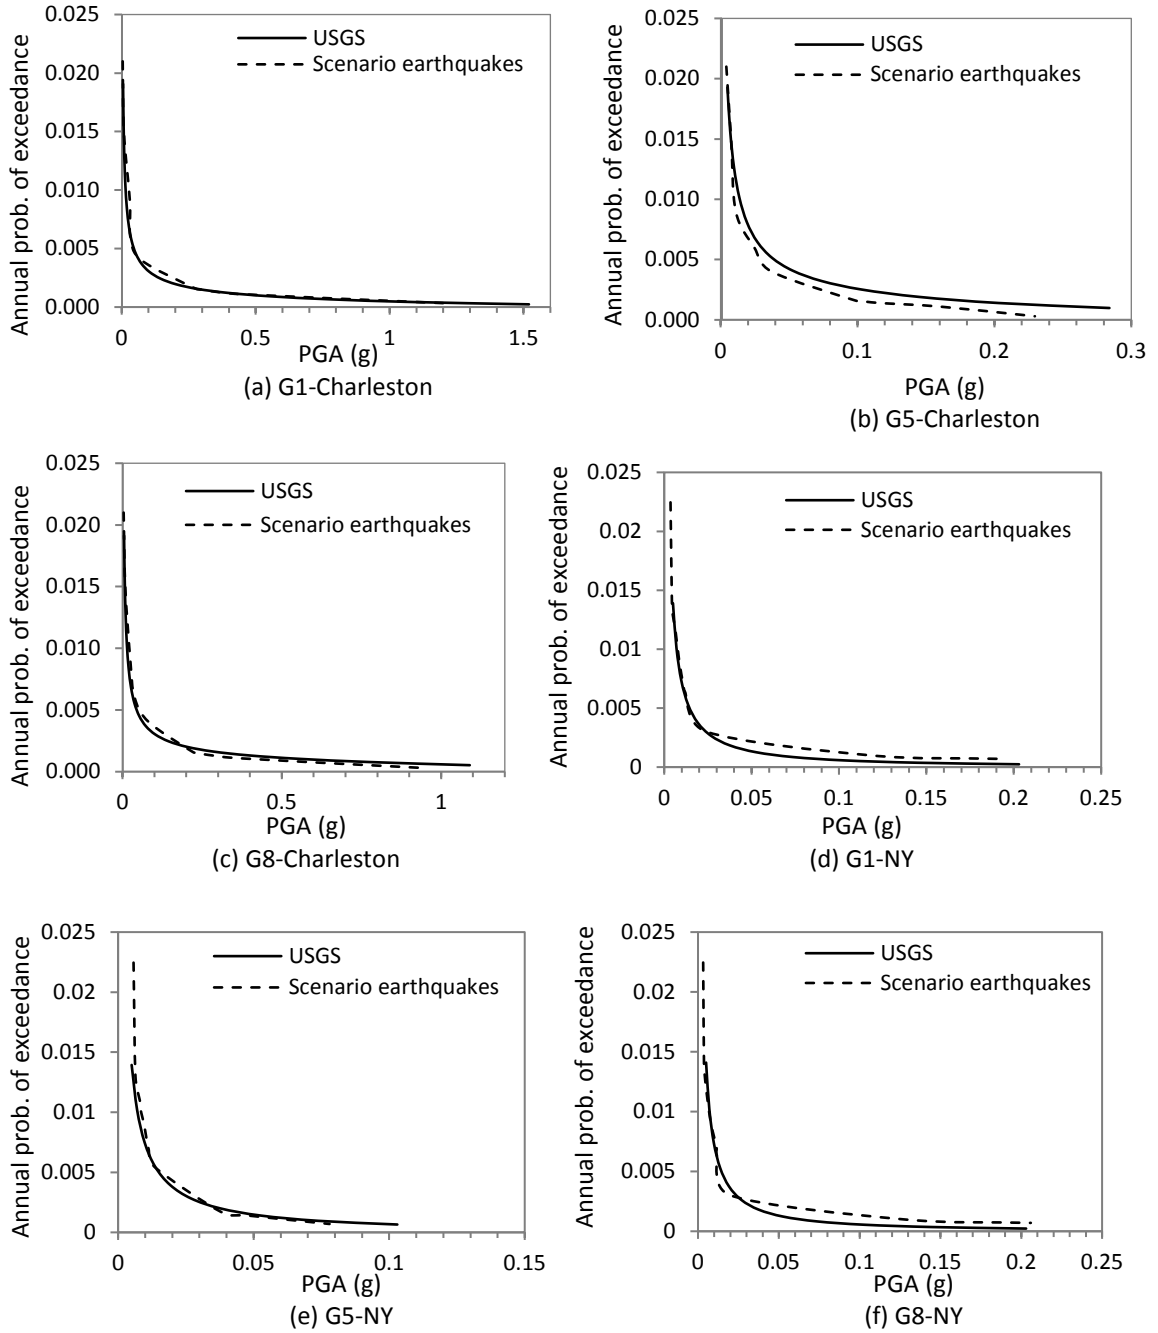 Annual prob. of exceedance
0.025
0.020
0.015
0.010
0.005
0.000
USGS
Scenario earthquakes
0
0.5
1
1.5
PGA (g)
(a) G1-Charleston
Annual prob. of exceedance
0.025
0.020
0.015
0.010
0.005
0.000
USGS
Scenario earthquakes
0
0.1
0.2
0.3
PGA (g)
(b) G5-Charleston
Annual prob. of exceedance
0.025
0.020
0.015
0.010
0.005
0.000
USGS
Scenario earthquakes
0
0.5
1
PGA (g)
(c) G8-Charleston
Annual prob. of exceedance
0.025
0.02
0.015
0.01
0.005
0
USGS
Scenario earthquakes
0
0.05
0.1
0.15
0.2
0.25
PGA (g)
(d) G1-NY
Annual prob. of exceedance
0.025
0.02
0.015
0.01
0.005
0
USGS
Scenario earthquakes
0
0.05
0.1
0.15
PGA (g)
(e) G5-NY
Annual prob. of exceedance
0.025
0.02
0.015
0.01
0.005
0
USGS
Scenario earthquakes
0
0.05
0.1
0.15
0.2
0.25
PGA (g)
(f) G8-NY